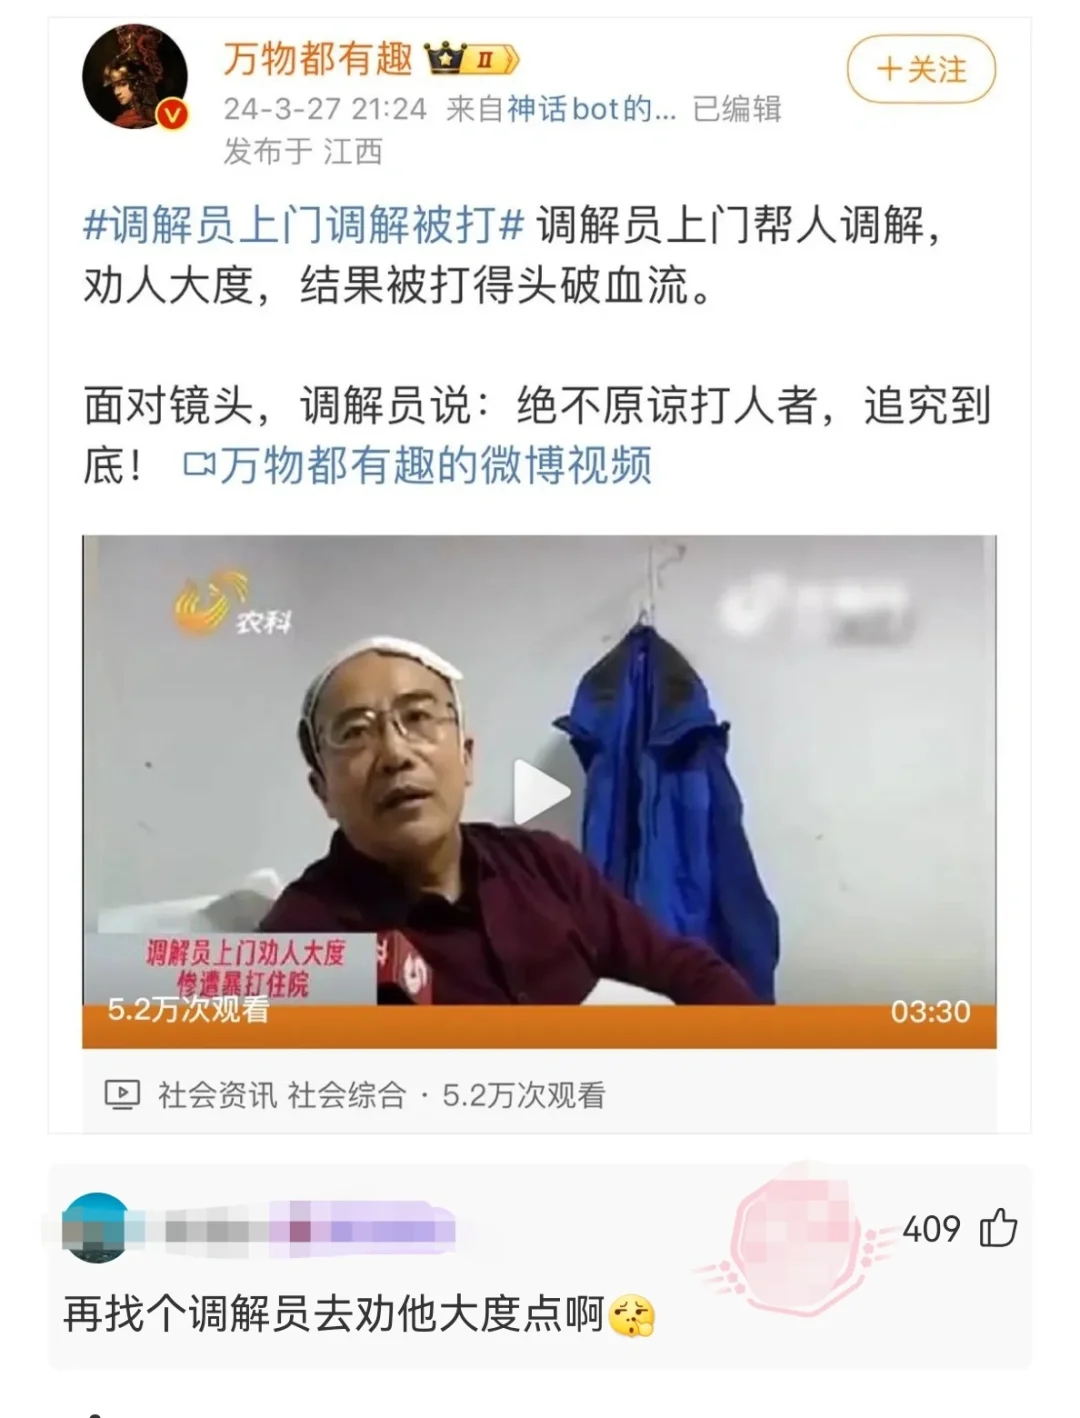 万物都有趣 II
+关注
24-3-27 21:24 来自神话bot的... 已编辑
发布于 江西
#调解员上门调解被打# 调解员上门帮人调解，
劝人大度，结果被打得头破血流。
面对镜头，调解员说：绝不原谅打人者，追究到
底！ 万物都有趣的微博视频
农科
调解员上门劝人大度
惨遭暴打住院
5.2万次观看
03:30
社会资讯 社会综合 · 5.2万次观看
409
再找个调解员去劝他大度点啊